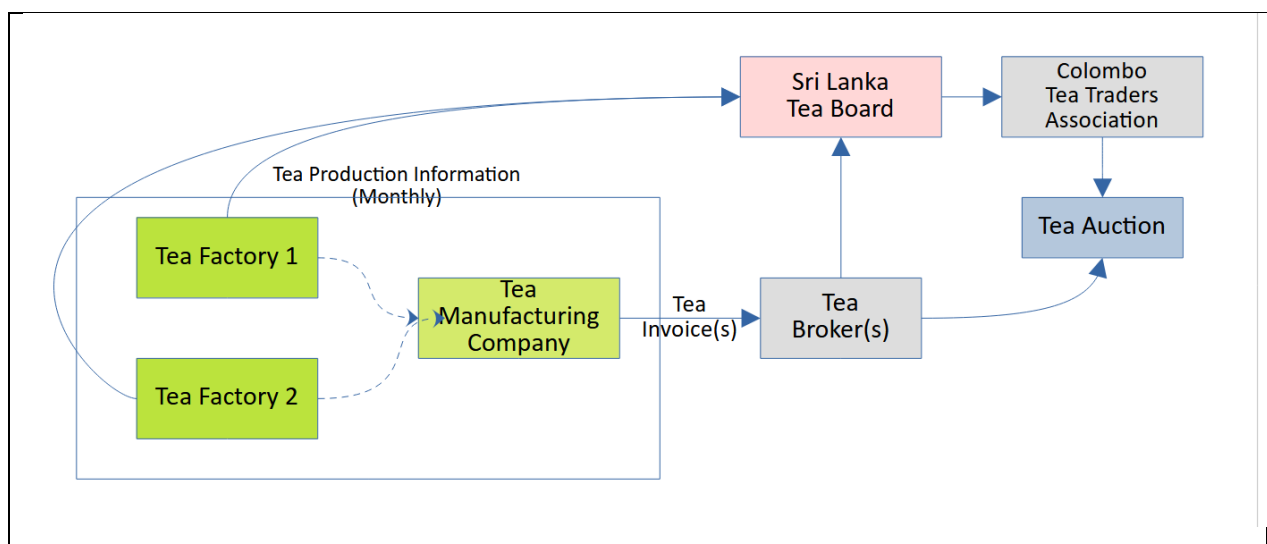 Sri Lanka
Tea Board
Colombo
Tea Traders
Association
Tea Production Information
(Monthly)
Tea Factory 1
Tea Auction
Tea
Manufacturing
Company
Tea
Invoice(s)
Tea
Broker(s)
Tea Factory 2